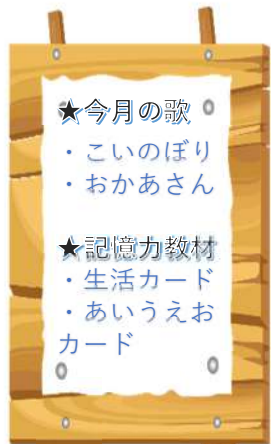 ★今月の歌
・こいのぼり
・おかあさん
★記憶力教材
・生活カード
・あいうえお
カード